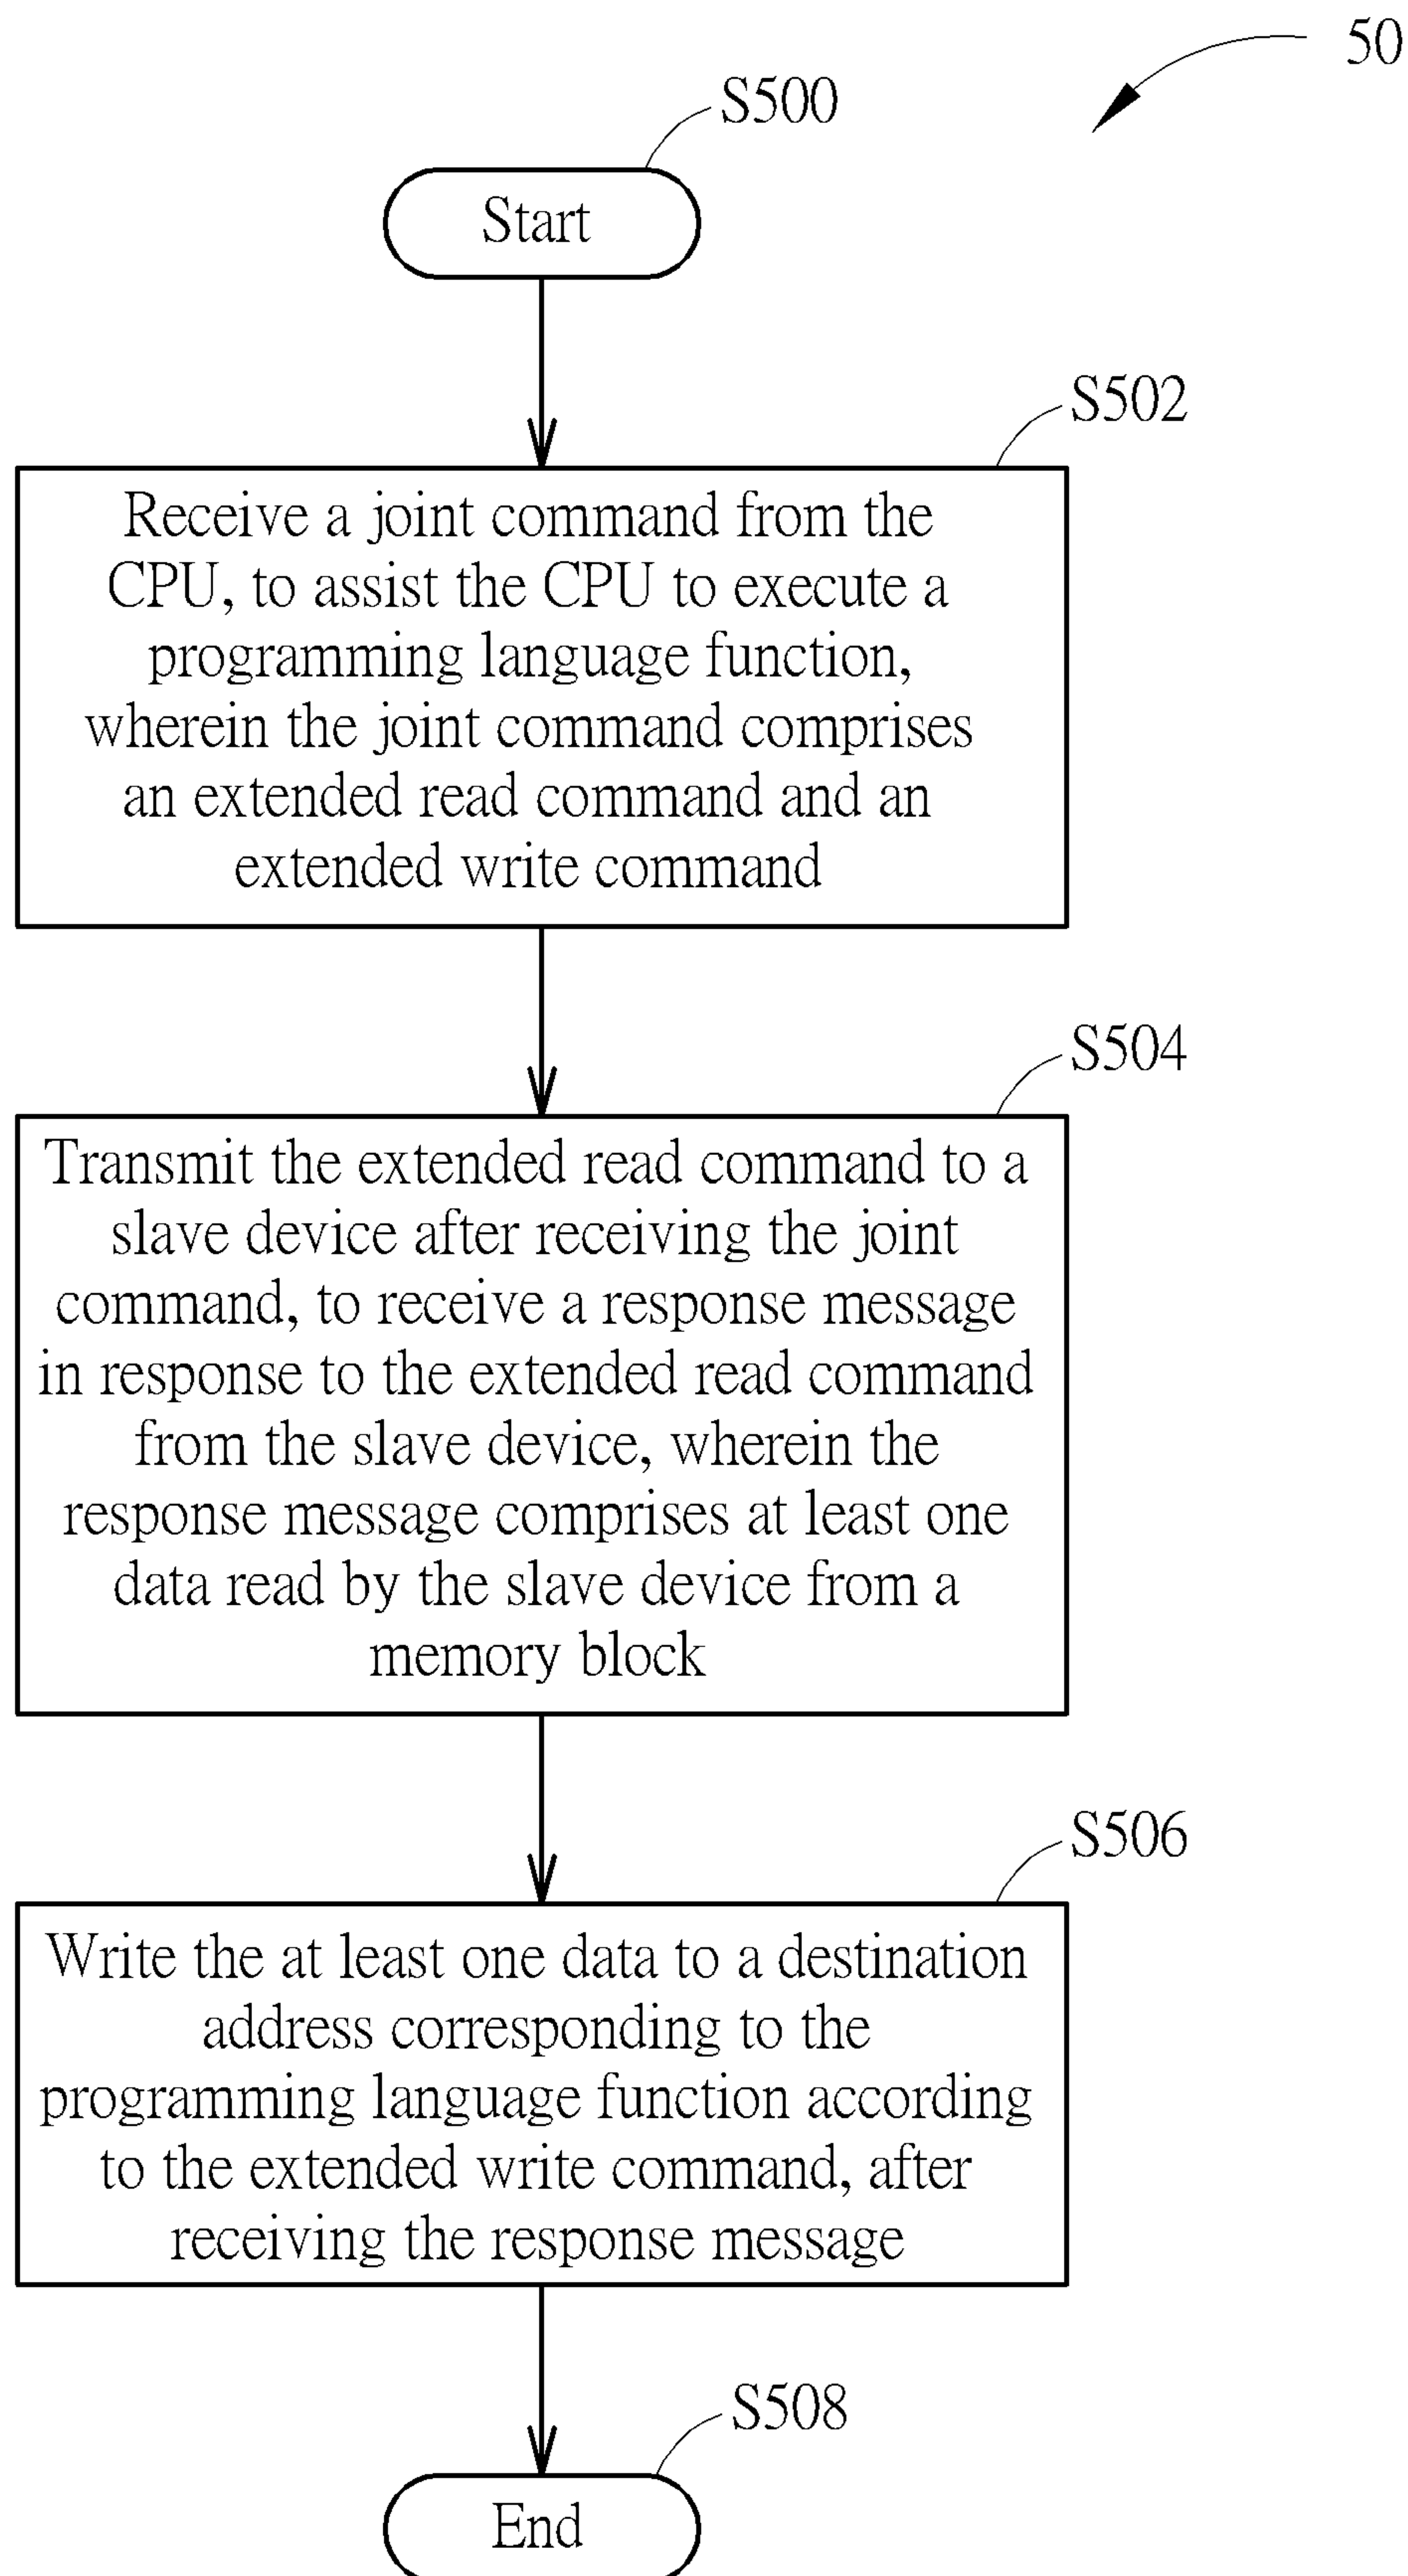 50
S500
Start
S502
Receive a joint command from the
CPU, to assist the CPU to execute a
programming language function,
wherein the joint command comprises
an extended read command and an
extended write command
S504
Transmit the extended read command to a
slave device after receiving the joint
command, to receive a response message
in response to the extended read command
from the slave device, wherein the
response message comprises at least one
data read by the slave device from a
memory block
S506
Write the at least one data to a destination
address corresponding to the
programming language function according
to the extended write command, after
receiving the response message
S508
End